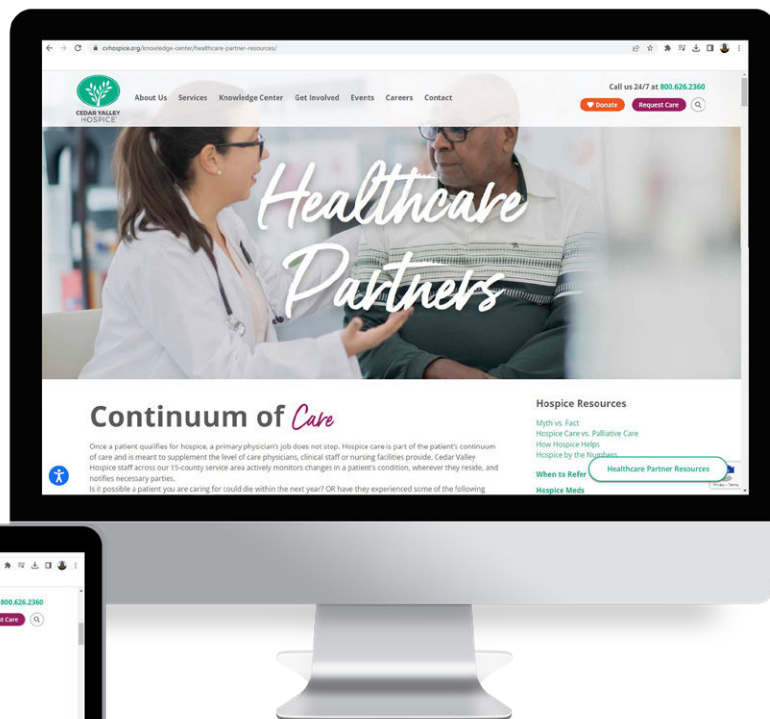 cvhospice.org/knowledge-center/healthcare-partner-resources/
CEDAR VALLEY
HOSPICE
About Us Services Knowledge Center Get Involved Events Careers Contact
Call us 24/7 at 800.626.2360
Donate Request Care
Healthcare
Partners
Continuum of Care
Once a patient qualifies for hospice, a primary physician's job does not stop. Hospice care is part of the patient's continuum
of care and is meant to supplement the level of care physicians, clinical staff or nursing facilities provide. Cedar Valley
Hospice staff across our 15-county service area actively monitors changes in a patient's condition, wherever they reside, and
notifies necessary parties.
Is it possible a patient you are caring for could die within the next year? OR have they experienced some of the following
Hospice Resources
Myth vs. Fact
Hospice Care vs. Palliative Care
How Hospice Helps
Hospice by the Numbers
When to Refer
Healthcare Partner Resources
Hospice Meds
Privacy - Terms
800.626.2360
st Care